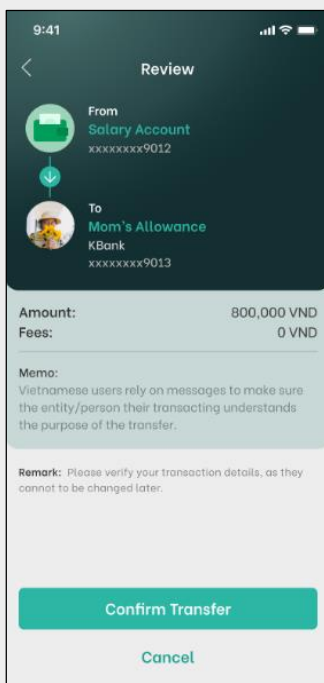 9:41
Review
From
Salary Account
xxxxxxxx9012
To
Mom's Allowance
KBank
xxxxxxxx9013
Amount: 800,000 VND
Fees: 0 VND
Memo:
Vietnamese users rely on messages to make sure
the entity/person their transacting understands
the purpose of the transfer.
Remark: Please verify your transaction details, as they
cannot to be changed later.
Confirm Transfer
Cancel